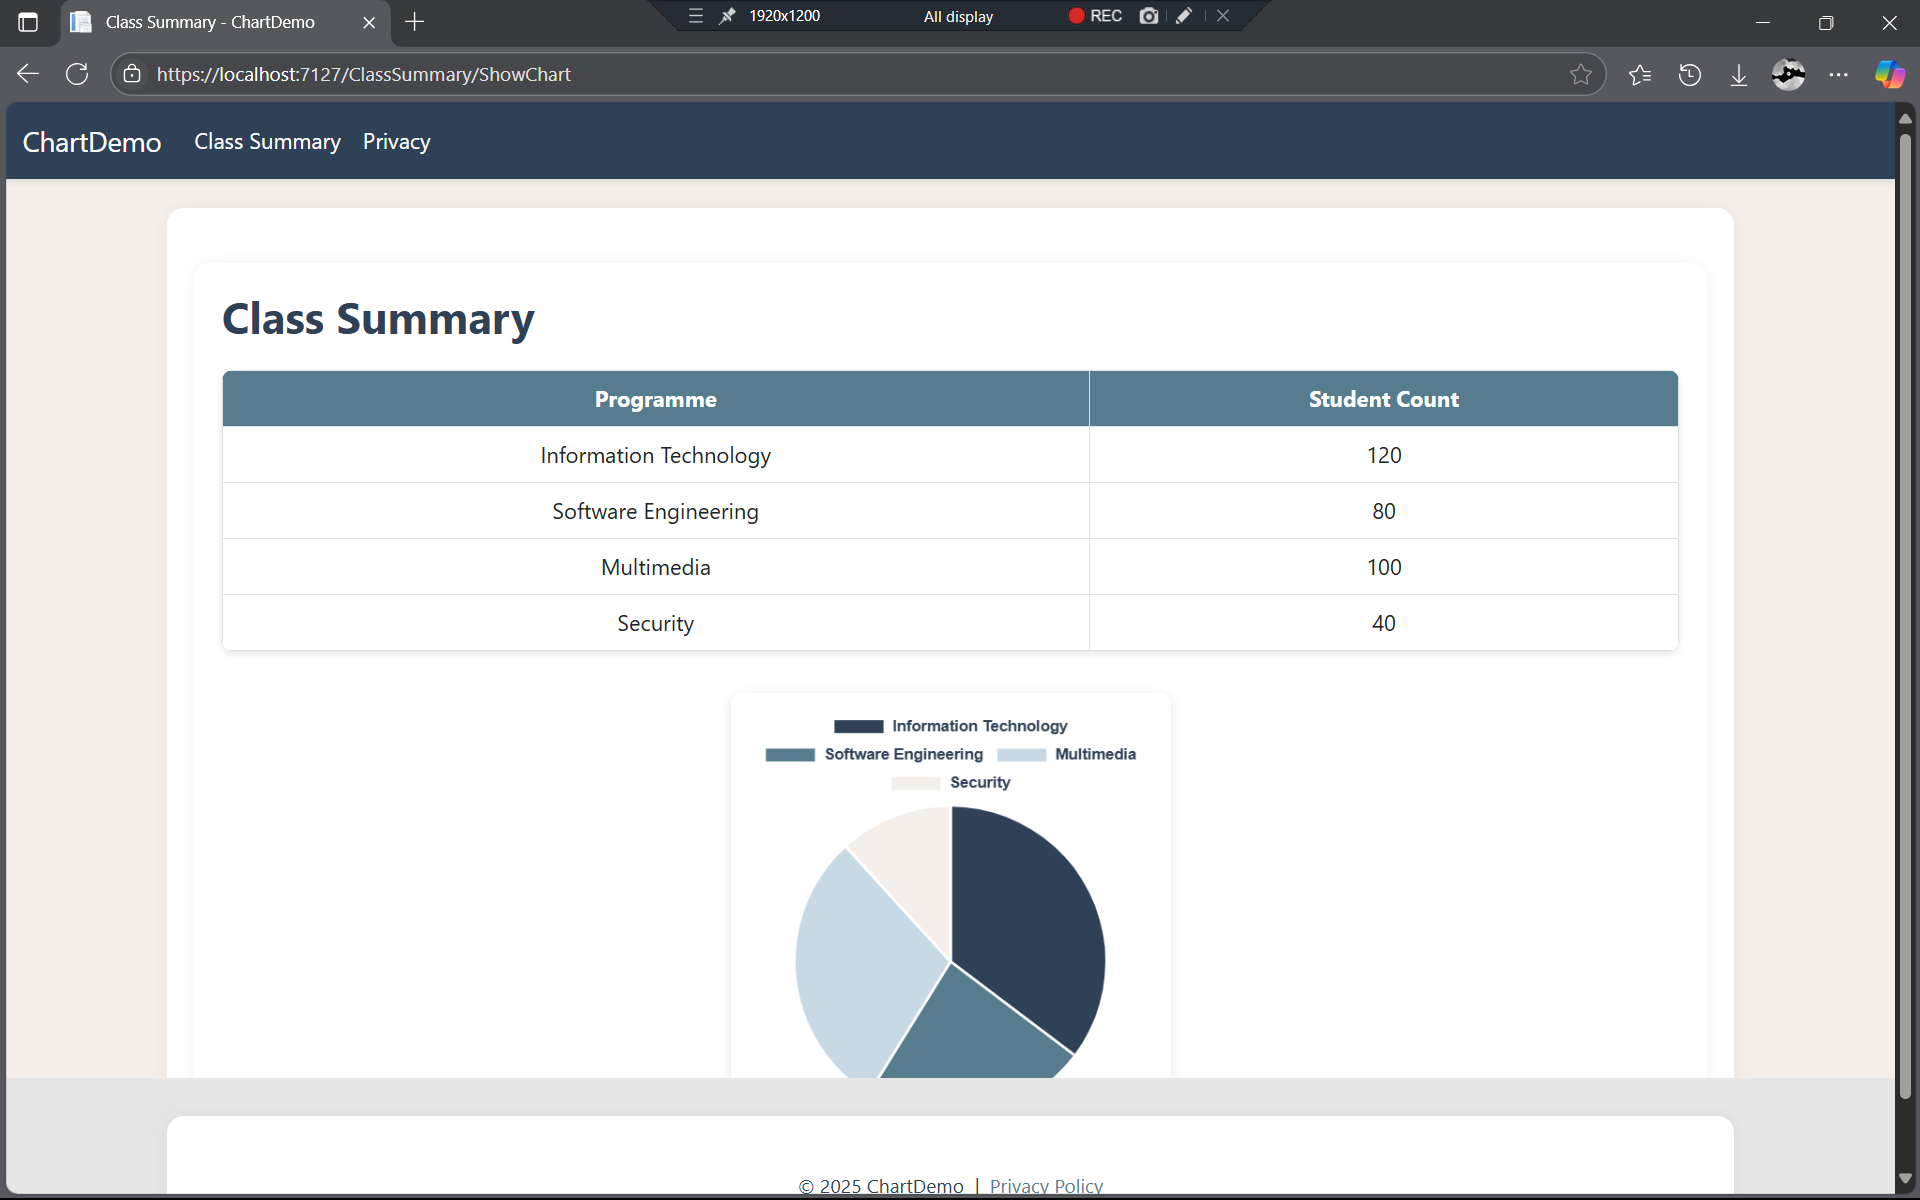 Class Summary - ChartDemo
1920x1200 All display REC
https://localhost:7127/ClassSummary/ShowChart
ChartDemo Class Summary Privacy
Class Summary
Programme Student Count
Information Technology 120
Software Engineering 80
Multimedia 100
Security 40
Information Technology
Software Engineering Multimedia
Security
© 2025 ChartDemo | Privacy Policy